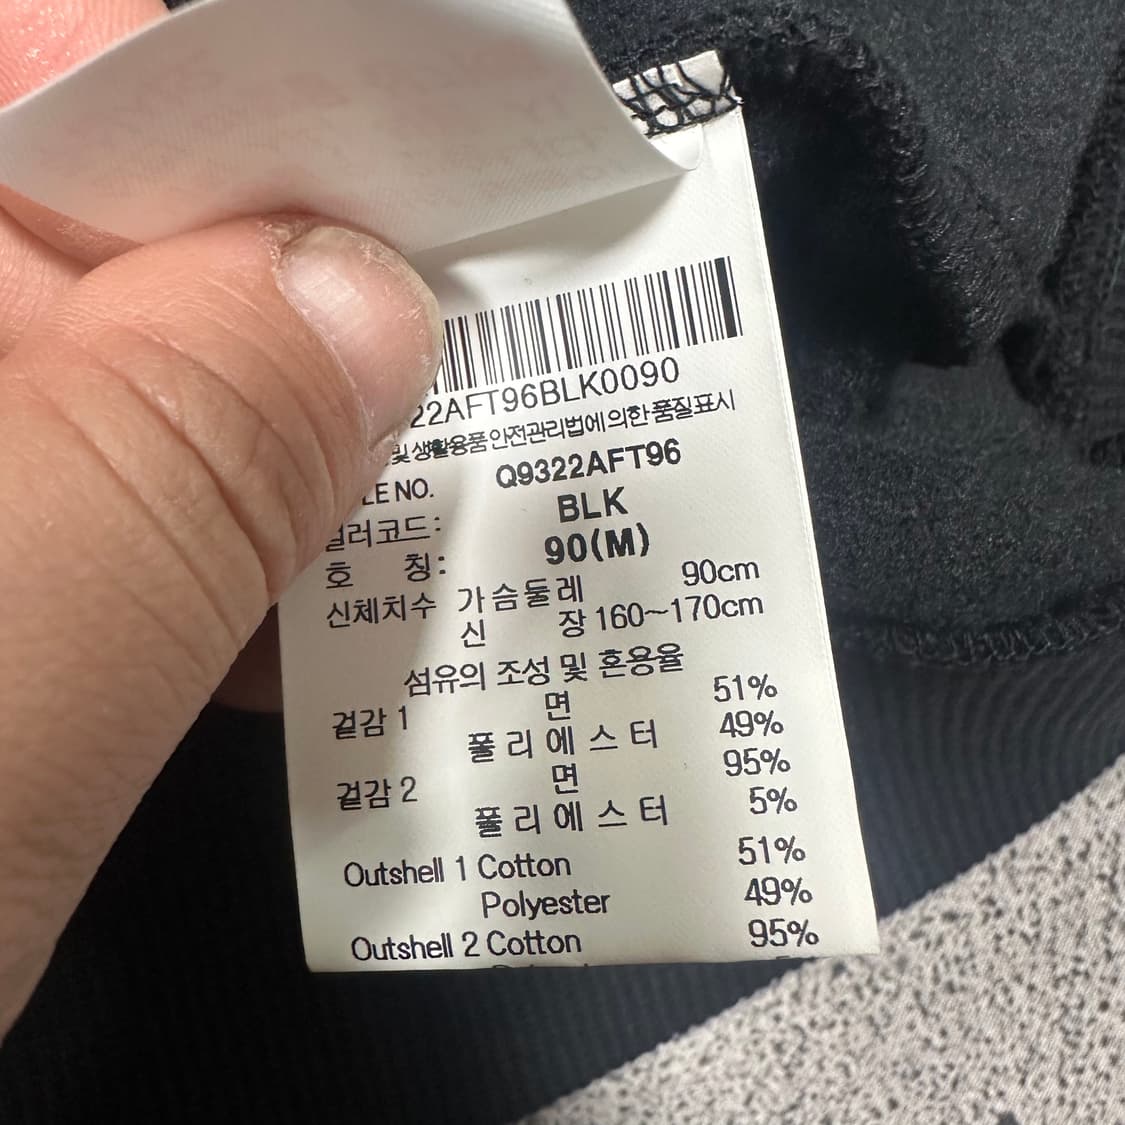 22AFT96BLK0090
및 생활용품 안전관리법에 의한 품질표시
LE NO. Q9322AFT96
컬러코드: BLK
호 칭: 90(M)
신체치수 가슴둘레 90cm
신 장 160~170cm
섬유의 조성 및 혼용율
겉감 1 면 51%
폴리에스터 49%
겉감 2 면 95%
폴리에스터 5%
Outshell 1 Cotton 51%
Polyester 49%
Outshell 2 Cotton 95%